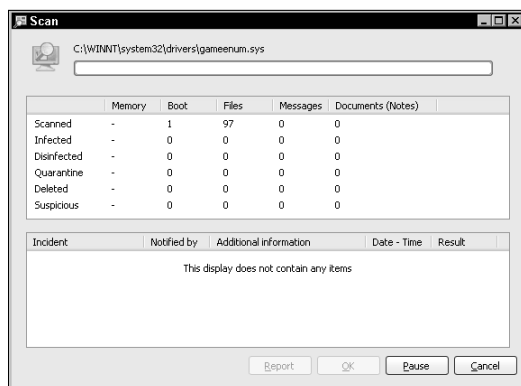 Scan
C:\WINNT\system32\drivers\gameenum.sys
Memory Boot Files Messages Documents (Notes)
Scanned - 1 97 0 0
Infected - 0 0 0 0
Disinfected - 0 0 0 0
Quarantine - 0 0 0 0
Deleted - 0 0 0 0
Suspicious - 0 0 0 0
Incident Notified by Additional information Date - Time Result
This display does not contain any items
Report OK Pause Cancel